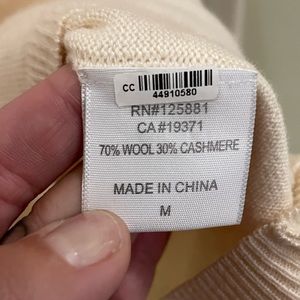 CC
44910580
RN#125881
CA#19371
70% WOOL 30% CASHMERE
MADE IN CHINA
M